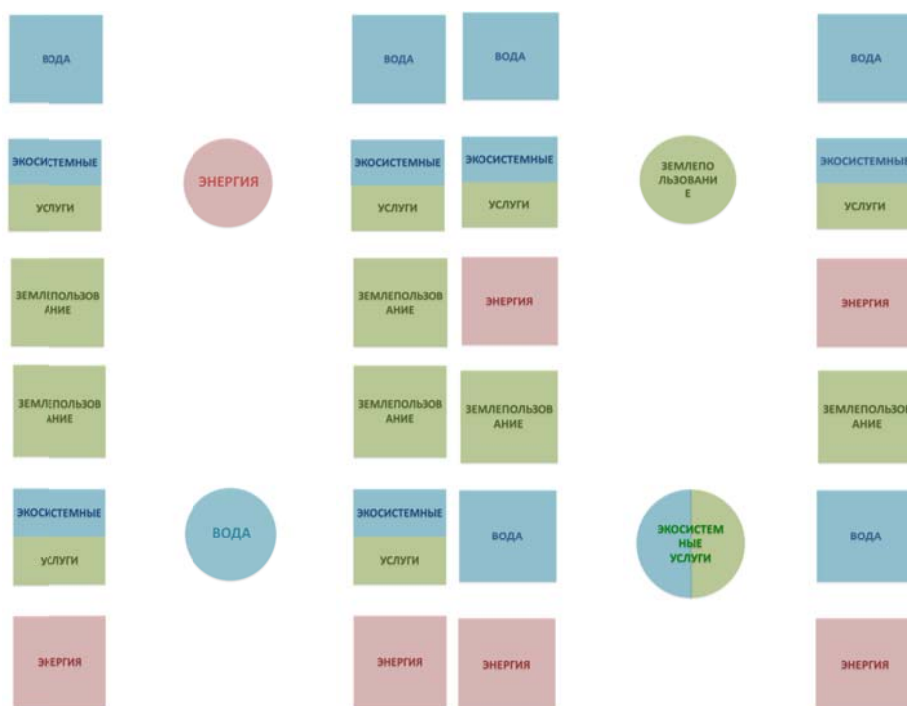 ВОДА
ВОДА
ВОДА
ВОДА
ЭКОСИСТЕМНЫЕ
УСЛУГИ
ЭНЕРГИЯ
ЭКОСИСТЕМНЫЕ
УСЛУГИ
ЭКОСИСТЕМНЫЕ
УСЛУГИ
ЗЕМЛЕПО
ЛЬЗОВАНИ
Е
ЭКОСИСТЕМНЫЕ
УСЛУГИ
ЗЕМЛЕПОЛЬЗОВ
АНИЕ
ЗЕМЛЕПОЛЬЗОВ
АНИЕ
ЭНЕРГИЯ
ЭНЕРГИЯ
ЗЕМЛЕПОЛЬЗОВ
АНИЕ
ЗЕМЛЕПОЛЬЗОВ
АНИЕ
ЗЕМЛЕПОЛЬЗОВ
АНИЕ
ЗЕМЛЕПОЛЬЗОВ
АНИЕ
ЭКОСИСТЕМНЫЕ
УСЛУГИ
ВОДА
ЭКОСИСТЕМНЫЕ
УСЛУГИ
ВОДА
ЭКОСИСТЕМ
НЫЕ
УСЛУГИ
ВОДА
ЭНЕРГИЯ
ЭНЕРГИЯ
ЭНЕРГИЯ
ЭНЕРГИЯ